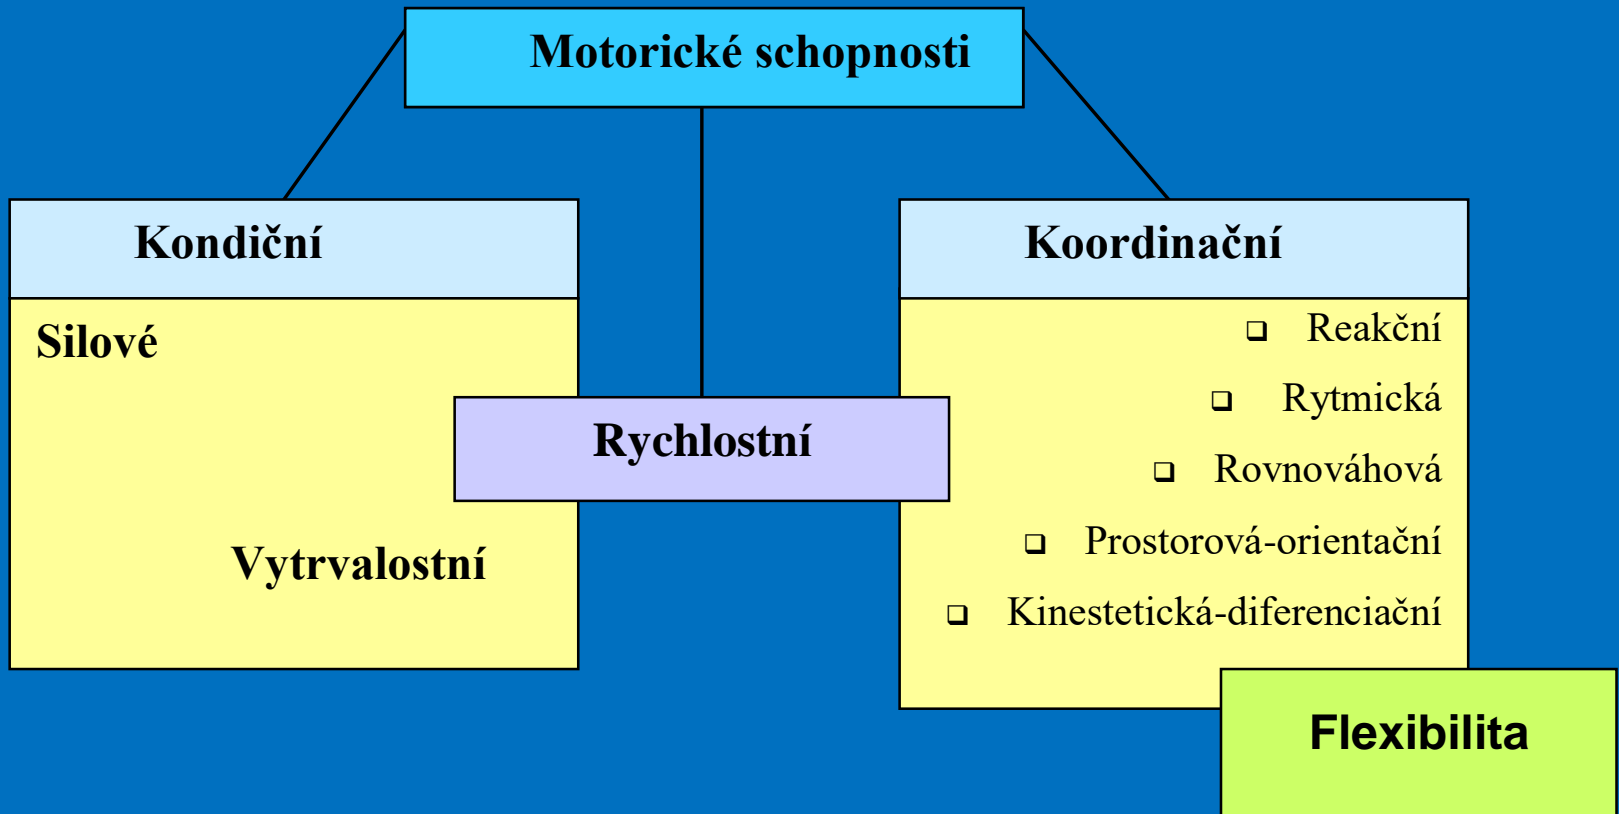 Motorické schopnosti
Kondiční
Silové
Vytrvalostní
Rychlostní
Koordinační
❑ Reakční
❑ Rytmická
❑ Rovnováhová
❑ Prostorová-orientační
❑ Kinestetická-diferenciační
Flexibilita